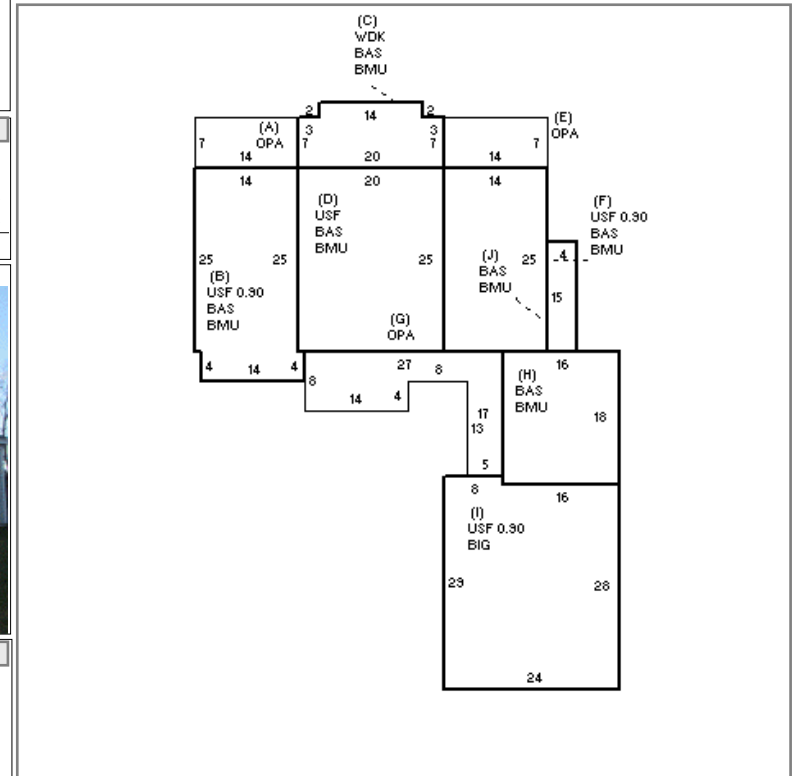 (C)
WDK
BAS
BMU
2 14 2
(A)
OPA
3 3
7 7 7 7
14 20 14
(E)
OPA
14 20 14
(D)
USF
BAS
BMU
(F)
USF 0.90
BAS
BMU
25 25 25 25
(J)
BAS
BMU
4
(B)
USF 0.90
BAS
BMU
15
(G)
OPA
4 14 4
27 8
16
8
14 4
(H)
BAS
BMU
17
13
18
5
8
16
(I)
USF 0.90
BIG
29 28
24